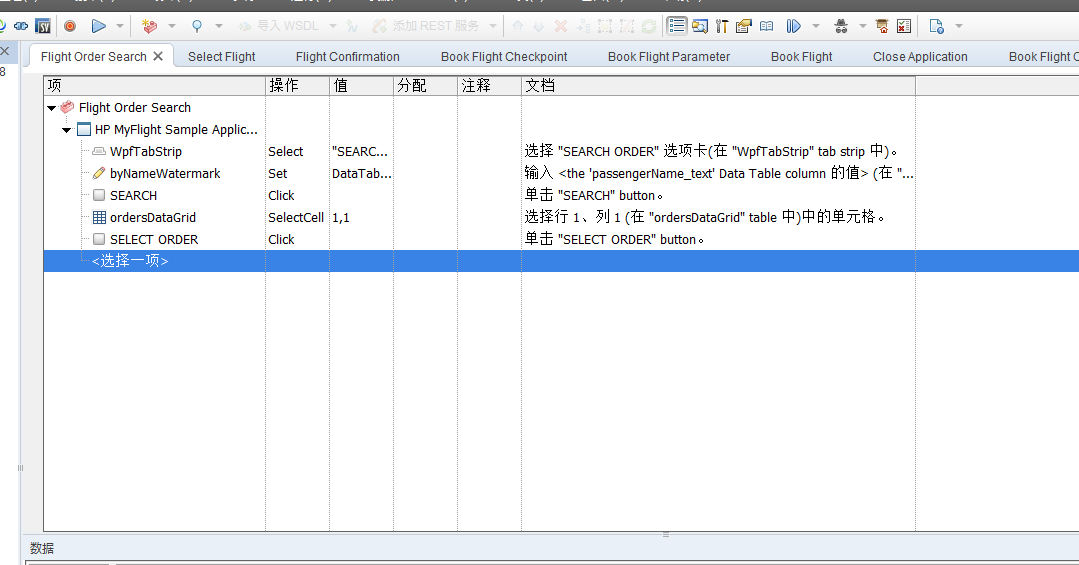 导入 WSDL 添加 REST 服务
8
Flight Order Search Select Flight Flight Confirmation Book Flight Checkpoint Book Flight Parameter Book Flight Close Application Book Flight
项 操作 值 分配 注释 文档
Flight Order Search
HP MyFlight Sample Applic...
WpfTabStrip Select "SEARC... 选择 "SEARCH ORDER" 选项卡(在 "WpfTabStrip" tab strip 中)。
byNameWatermark Set DataTab... 输入 <the 'passengerName_text' Data Table column 的值> (在 "...
SEARCH Click 单击 "SEARCH" button。
ordersDataGrid SelectCell 1,1 选择行 1、列 1 (在 "ordersDataGrid" table 中)中的单元格。
SELECT ORDER Click 单击 "SELECT ORDER" button。
<选择一项>
数据